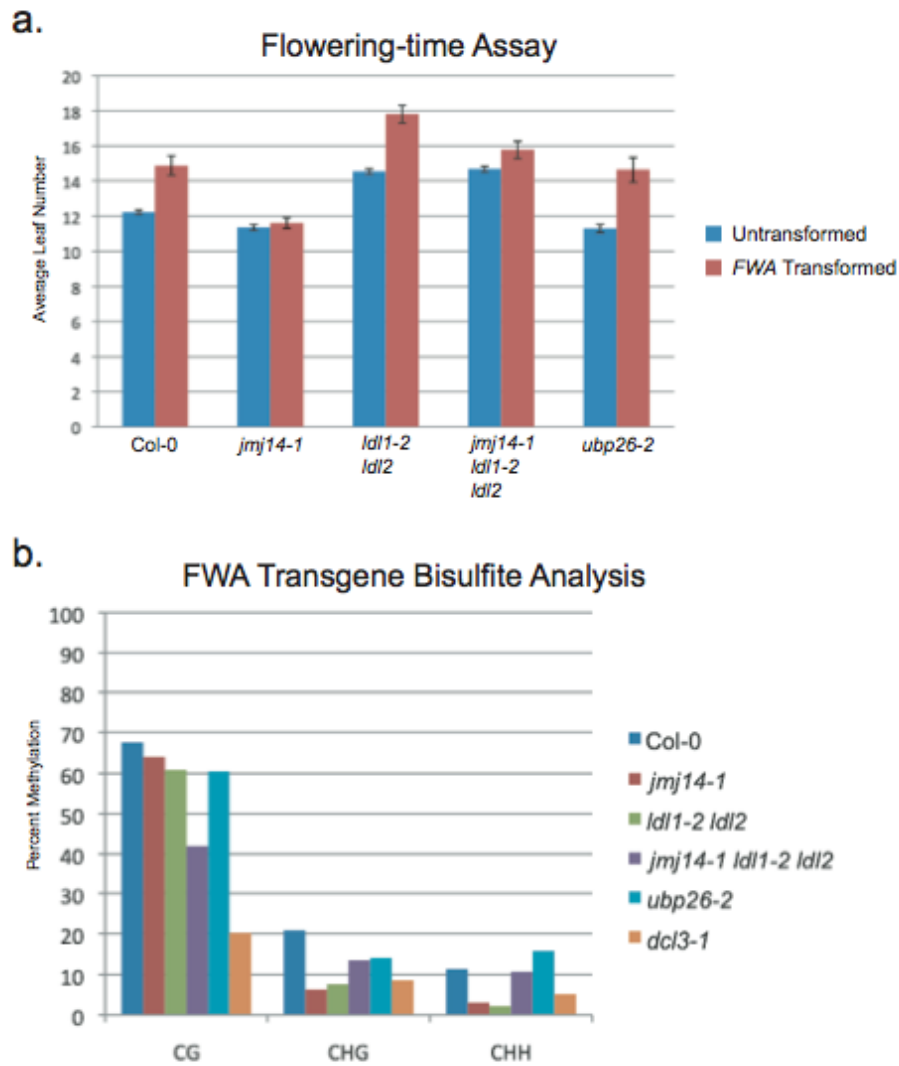 a.
Flowering-time Assay
20
18
16
14
12
10
8
6
4
2
0
Average Leaf Number
Col-0
jmj14-1
ldl1-2
ldl2
jmj14-1
ldl1-2
ldl2
ubp26-2
Untransformed
FWA Transformed
b.
FWA Transgene Bisulfite Analysis
100
90
80
70
60
50
40
30
20
10
0
Percent Methylation
CG
CHG
CHH
Col-0
jmj14-1
ldl1-2 ldl2
jmj14-1 ldl1-2 ldl2
ubp26-2
dcl3-1